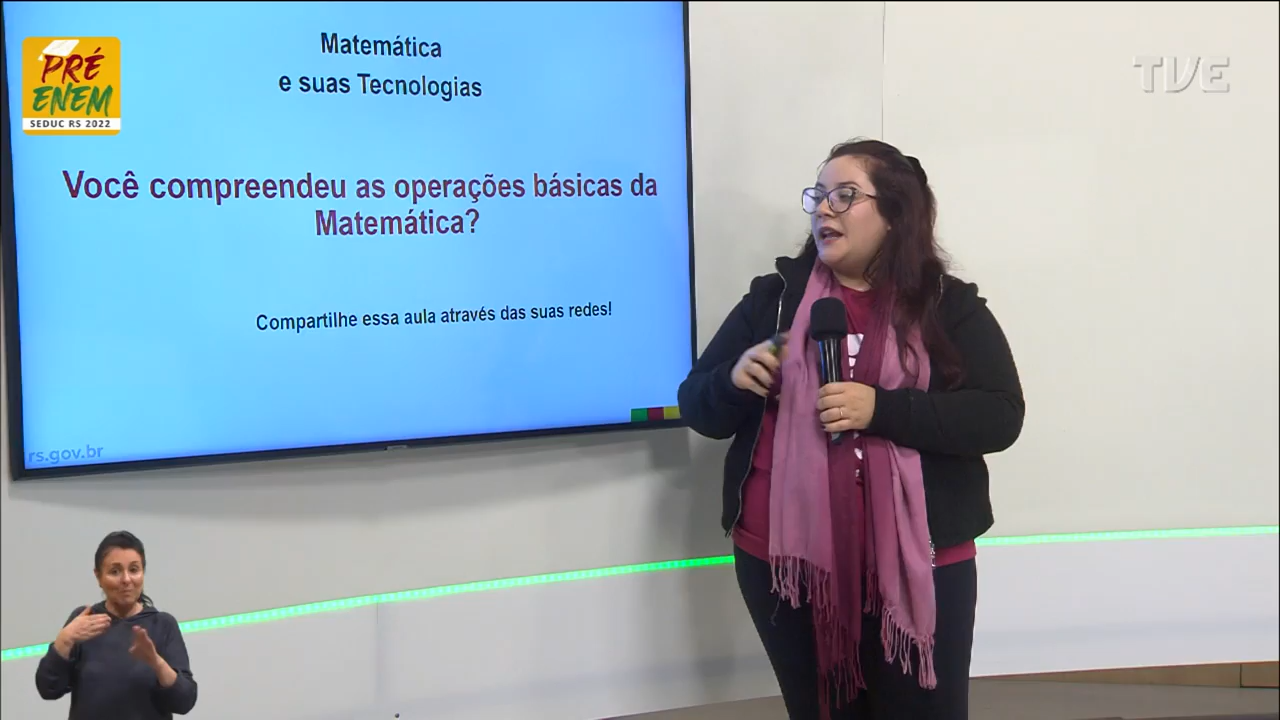 PRÉ
ENEM
SEDUC RS 2022
Matemática
e suas Tecnologias
TVE
Você compreendeu as operações básicas da
Matemática?
Compartilhe essa aula através das suas redes!
rs.gov.br